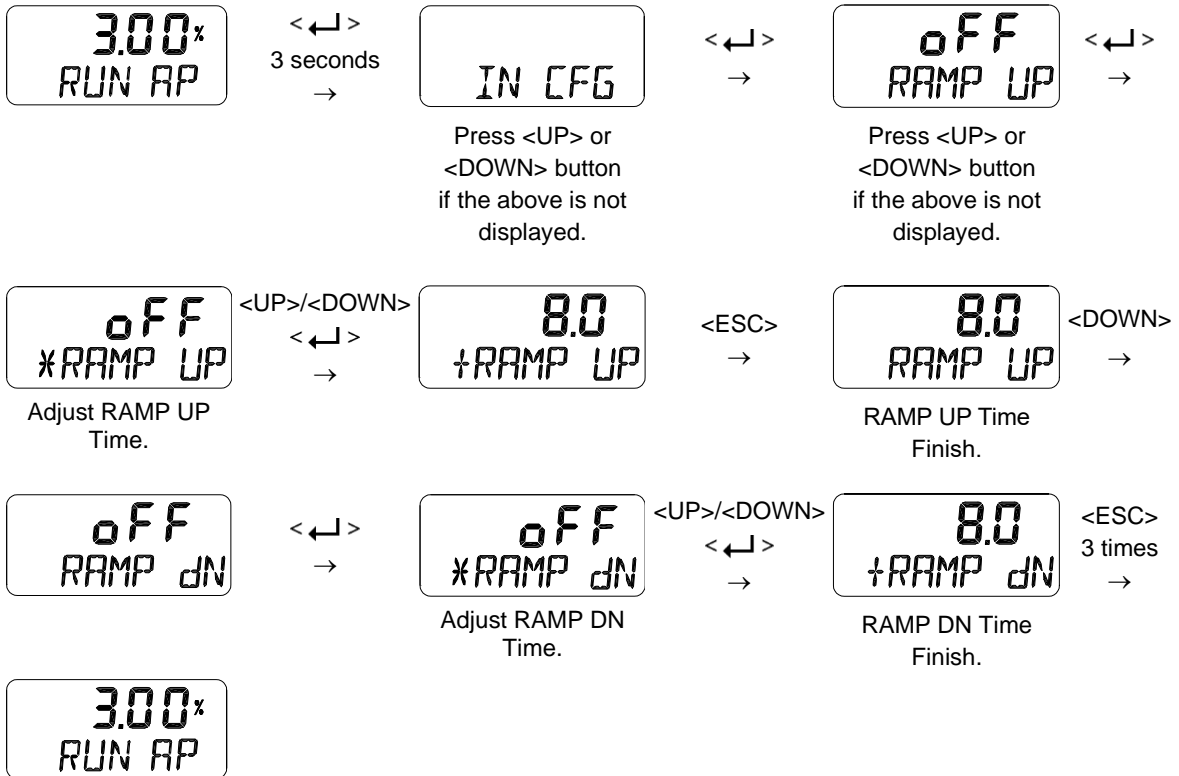 3.00%
RUN AP
< ↵ >
3 seconds
→
IN CFG
Press <UP> or
<DOWN> button
if the above is not
displayed.
< ↵ >
→
oFF
RAMP UP
Press <UP> or
<DOWN> button
if the above is not
displayed.
< ↵ >
→
oFF
*RAMP UP
Adjust RAMP UP
Time.
<UP>/<DOWN>
< ↵ >
→
8.0
+RAMP UP
<ESC>
→
8.0
RAMP UP
RAMP UP Time
Finish.
<DOWN>
→
oFF
RAMP dN
< ↵ >
→
oFF
*RAMP dN
Adjust RAMP DN
Time.
<UP>/<DOWN>
< ↵ >
→
8.0
+RAMP dN
RAMP DN Time
Finish.
<ESC>
3 times
→
3.00%
RUN AP